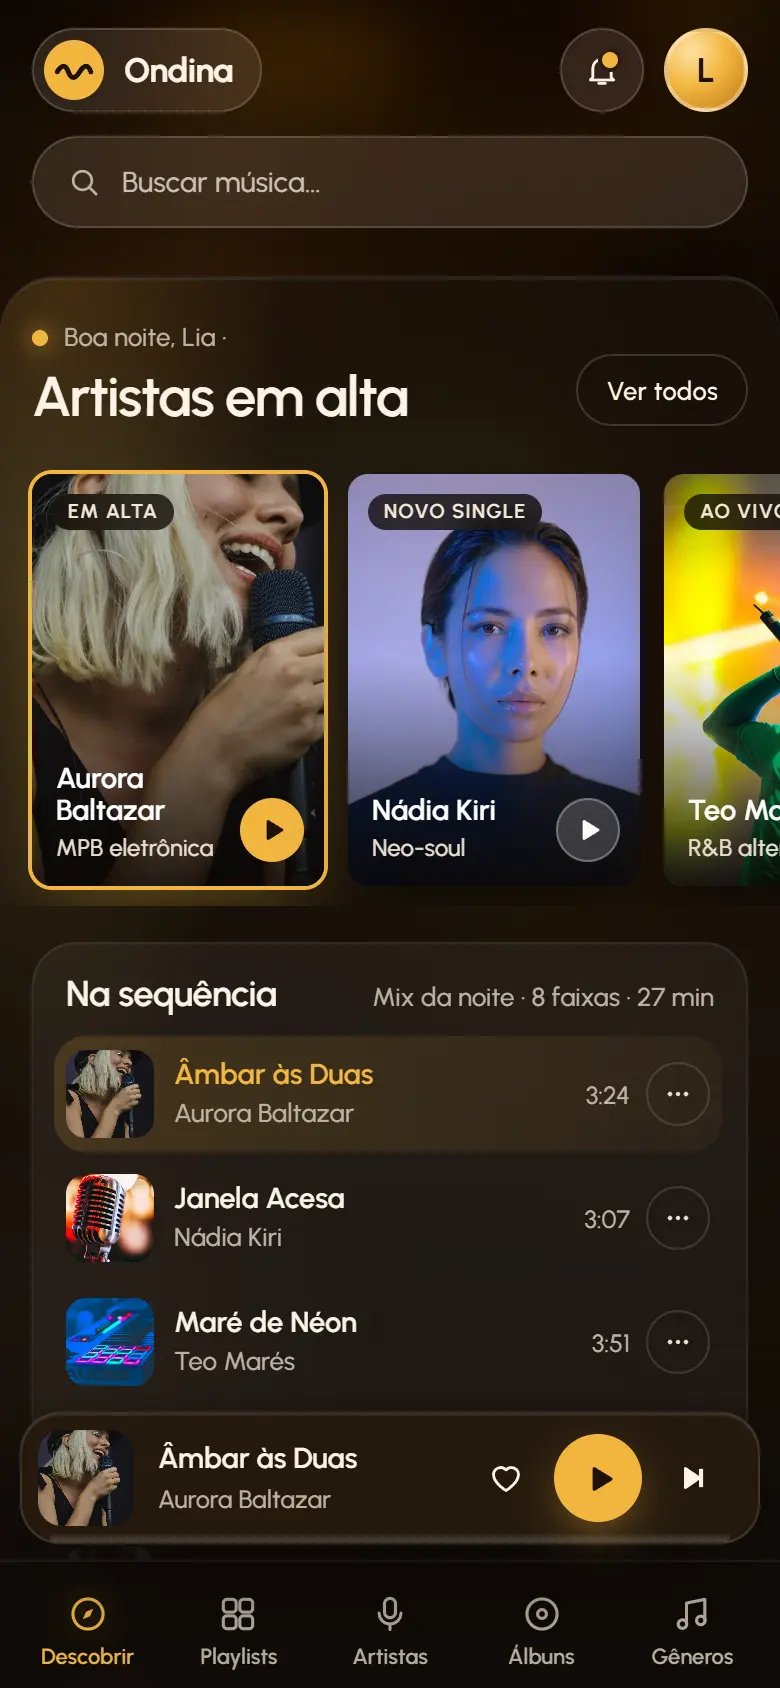 Ondina
L
Buscar música...
Boa noite, Lia ·
Artistas em alta
Ver todos
EM ALTA
NOVO SINGLE
AO VIVO
Aurora
Baltazar
MPB eletrônica
Nádia Kiri
Neo-soul
Teo
R&B
Na sequência
Mix da noite · 8 faixas · 27 min
Âmbar às Duas
Aurora Baltazar
3:24
Janela Acesa
Nádia Kiri
3:07
Maré de Néon
Teo Marés
3:51
Âmbar às Duas
Aurora Baltazar
Descobrir
Playlists
Artistas
Álbuns
Gêneros